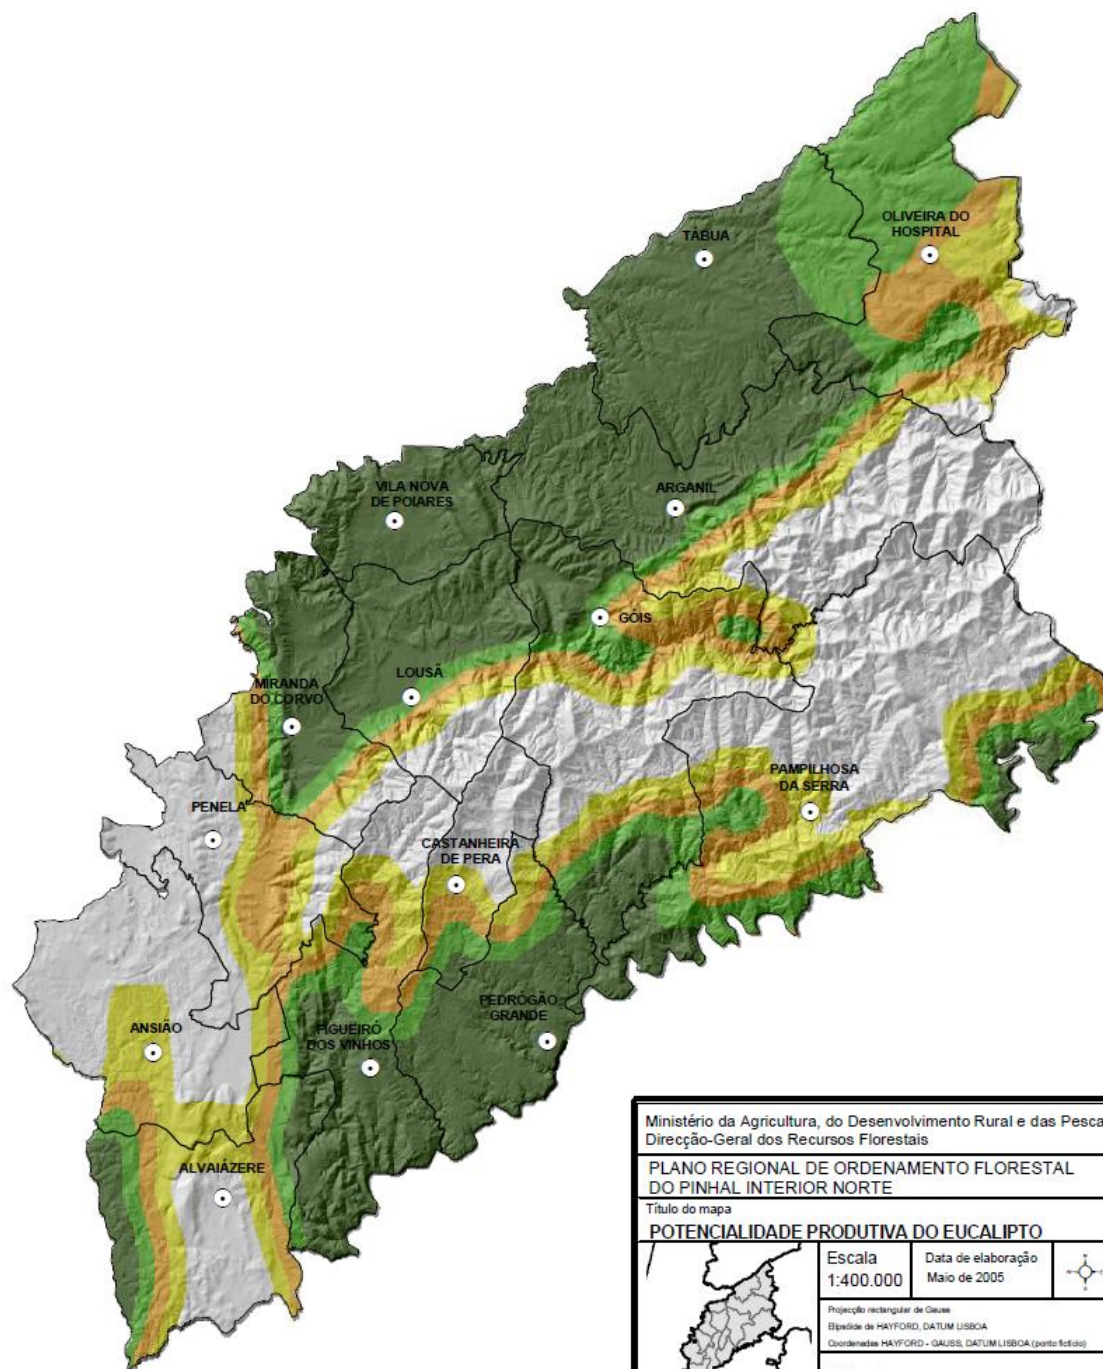 OLIVEIRA DO
HOSPITAL
TÁBUA
VILA NOVA
DE POIARES
ARGANIL
GÓIS
LOUSÃ
MIRANDA
DO CORVO
PAMPILHOSA
DA SERRA
PENELA
CASTANHEIRA
DE PERA
PEDRÓGÃO
GRANDE
ANSIÃO
FIGUEIRÓ
DOS VINHOS
ALVAIÁZERE
Ministério da Agricultura, do Desenvolvimento Rural e das Pesca
Direcção-Geral dos Recursos Florestais
PLANO REGIONAL DE ORDENAMENTO FLORESTAL
DO PINHAL INTERIOR NORTE
Título do mapa
POTENCIALIDADE PRODUTIVA DO EUCALIPTO
Escala
1:400.000
Data de elaboração
Maio de 2005
Projecção rectangular de Gauss
Elipsóide de HAYFORD, DATUM LISBOA
Coordenadas HAYFORD - GAUSS, DATUM LISBOA (ponto fictício)